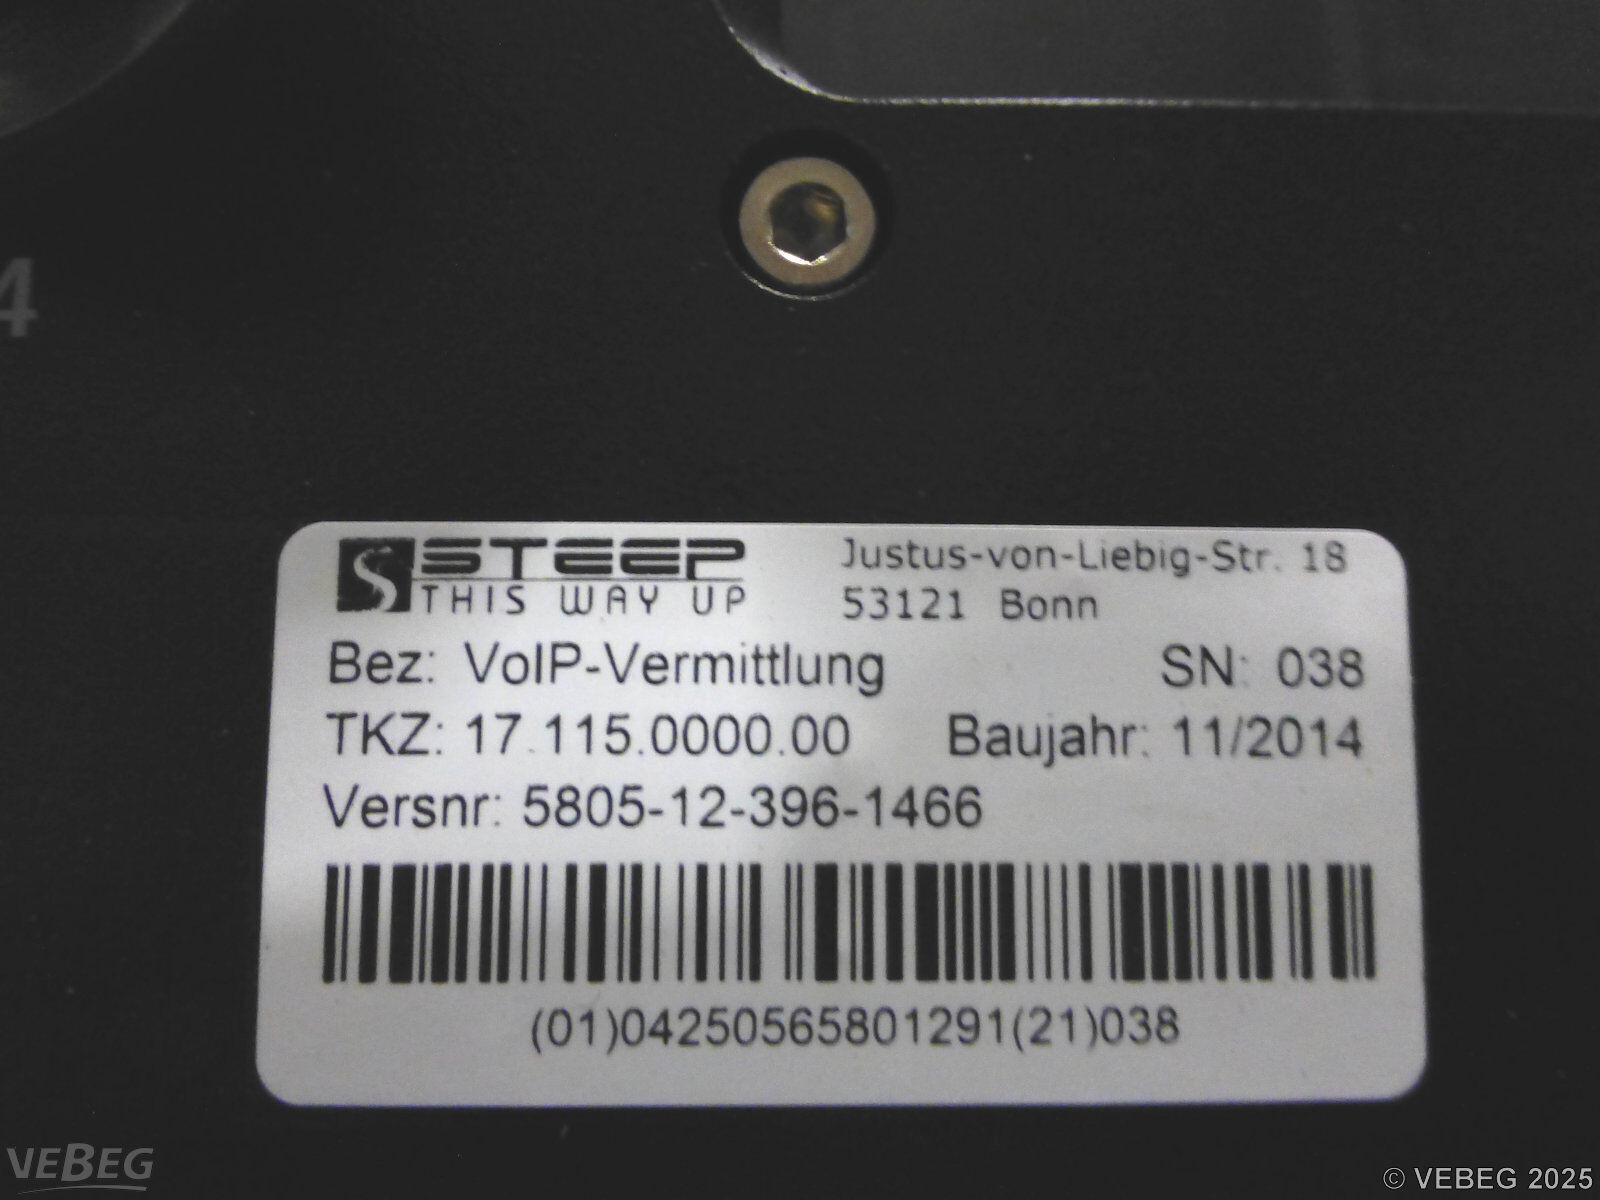 4
STEEP
THIS WAY UP
Justus-von-Liebig-Str. 18
53121 Bonn
Bez: VoIP-Vermittlung SN: 038
TKZ: 17.115.0000.00 Baujahr: 11/2014
Versnr: 5805-12-396-1466
(01)04250565801291(21)038
VEBEG
© VEBEG 2025